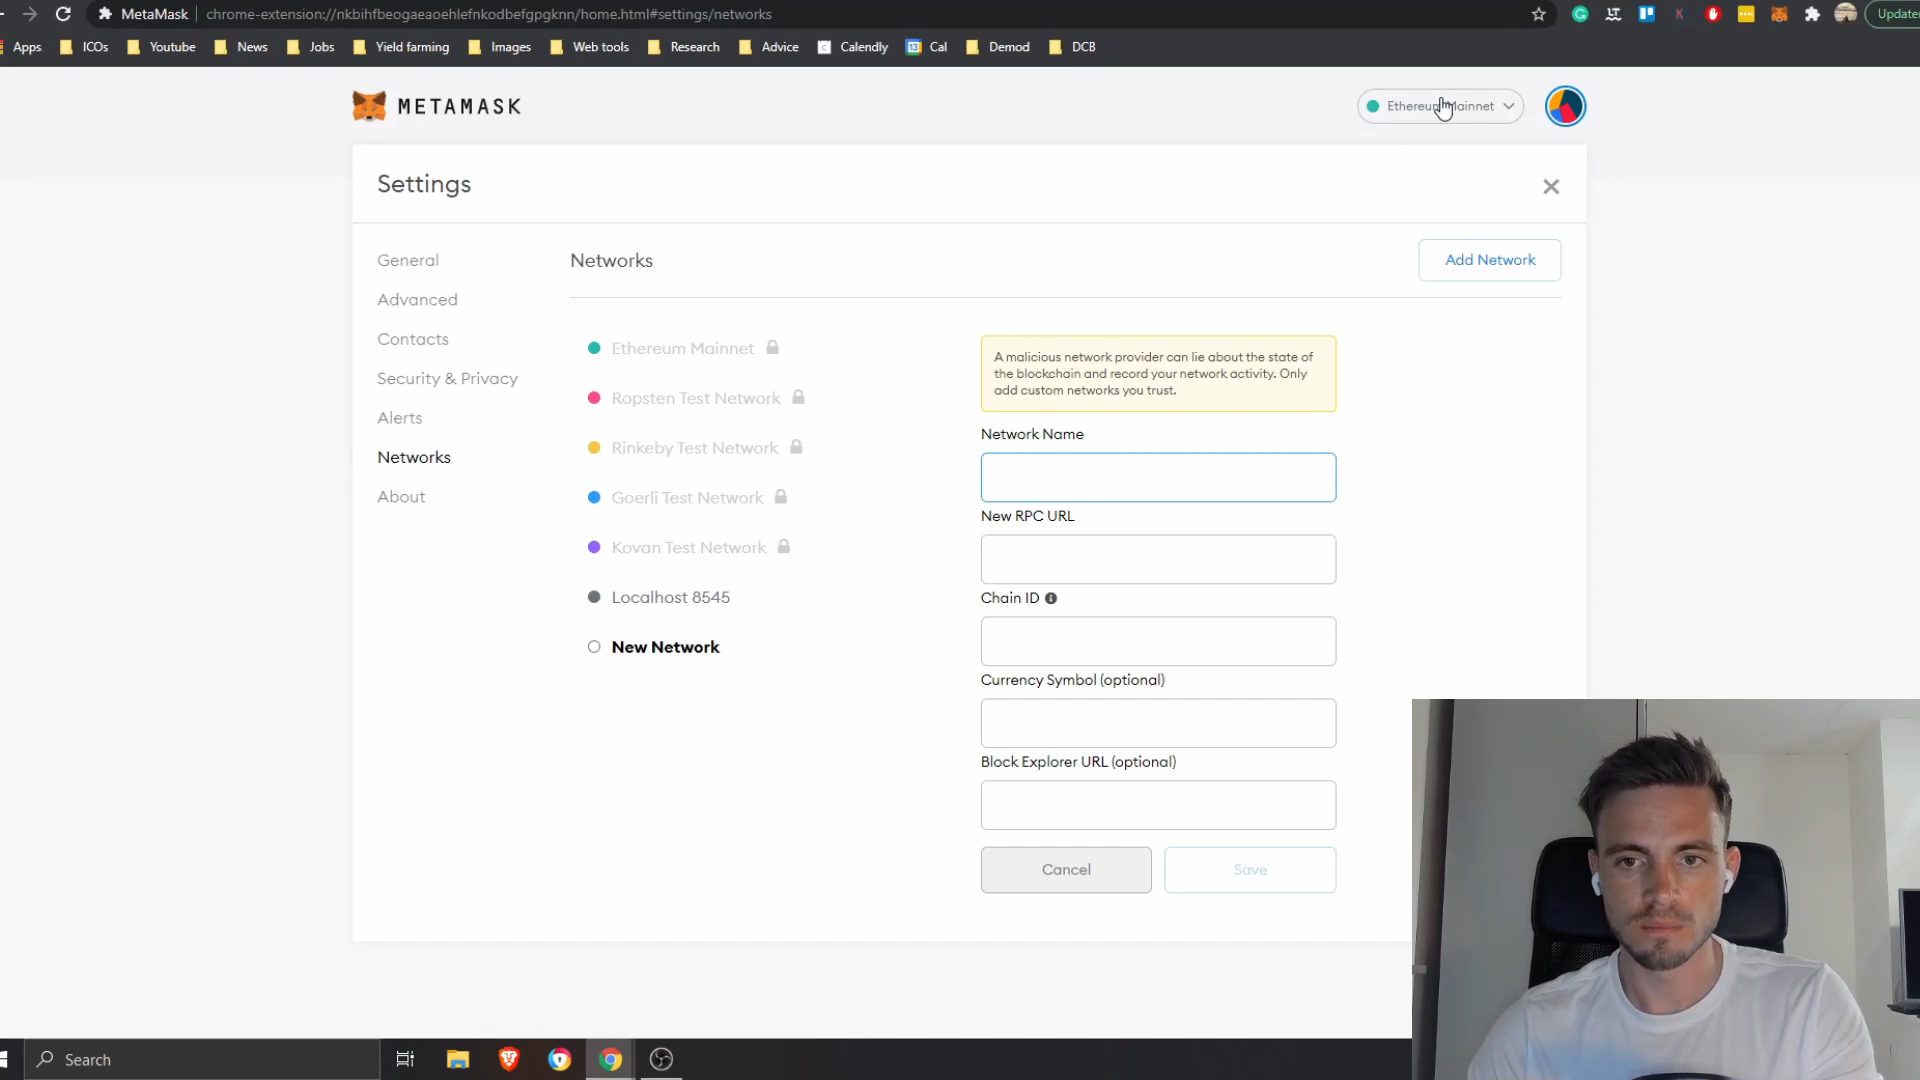 MetaMask
chrome-extension://nkbihfbeogaeaoehlefnkodbefgpgknn/home.html#settings/networks
Update
Apps
ICOs
Youtube
News
Jobs
Yield farming
Images
Web tools
Research
Advice
Calendly
Cal
Demod
DCB
METAMASK
Ethereum Mainnet
Settings
General
Advanced
Contacts
Security & Privacy
Alerts
Networks
About
Networks
Add Network
Ethereum Mainnet
Ropsten Test Network
Rinkeby Test Network
Goerli Test Network
Kovan Test Network
Localhost 8545
New Network
A malicious network provider can lie about the state of
the blockchain and record your network activity. Only
add custom networks you trust.
Network Name
New RPC URL
Chain ID
Currency Symbol (optional)
Block Explorer URL (optional)
Cancel
Save
Search